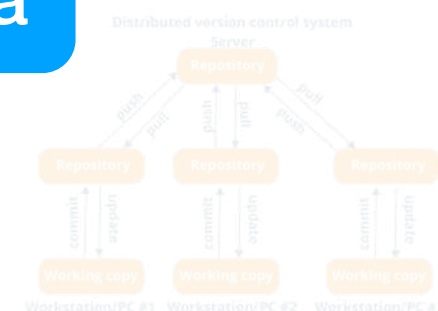 a
Distributed version control system
Server
Repository
push
pull
push
pull
push
pull
Repository
Repository
Repository
commit
update
commit
update
commit
update
Working copy
Working copy
Working copy
Workstation/PC #1
Workstation/PC #2
Workstation/PC #